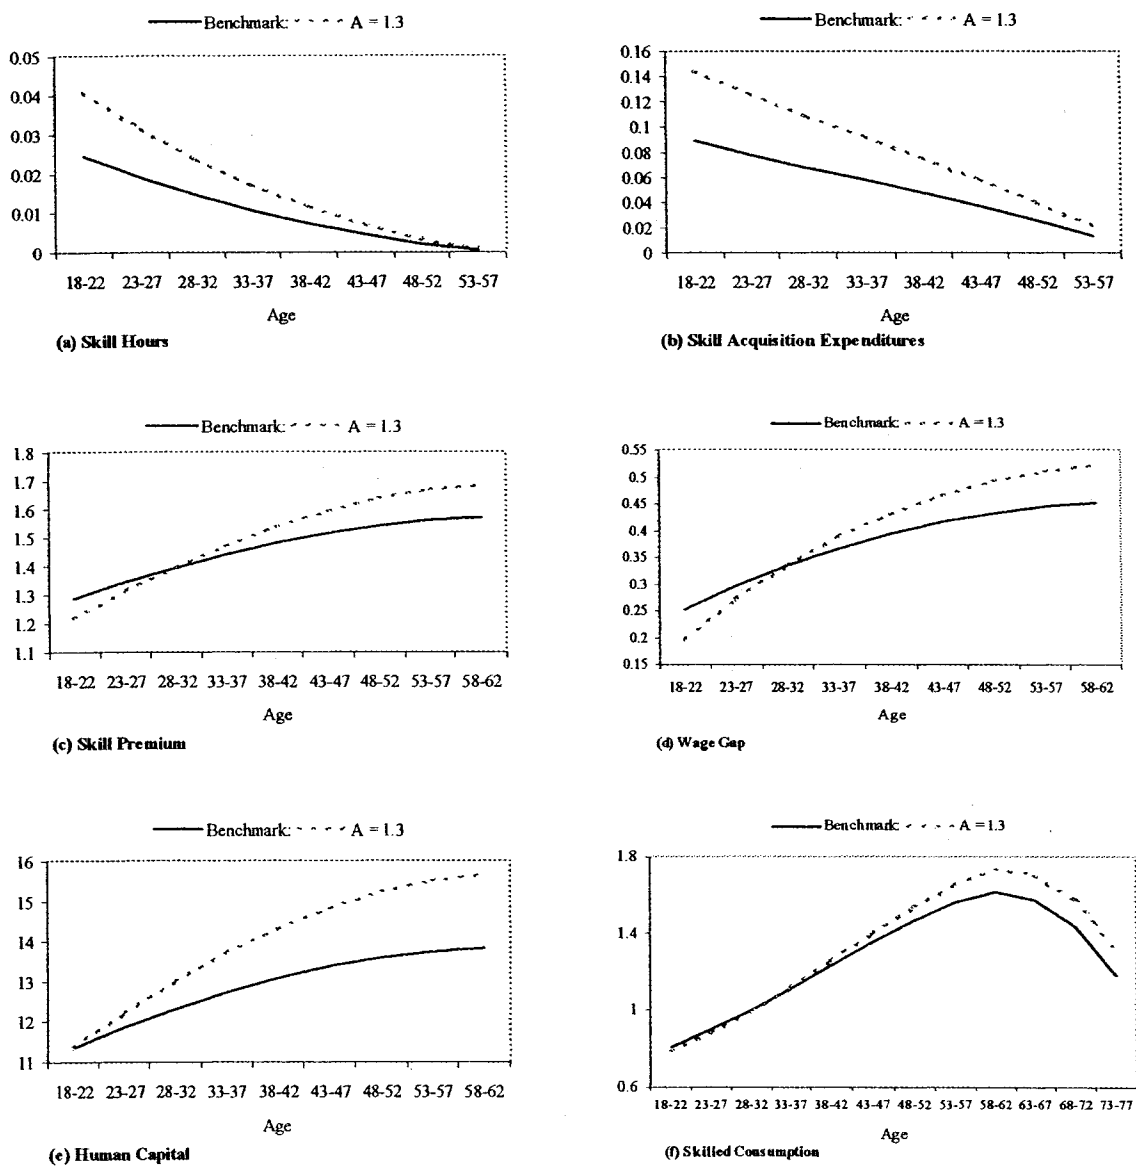 Benchmark: A = 1.3
0.05
0.04
0.03
0.02
0.01
0
18-22 23-27 28-32 33-37 38-42 43-47 48-52 53-57
Age
(a) Skill Hours
Benchmark: A = 1.3
0.16
0.14
0.12
0.1
0.08
0.06
0.04
0.02
0
18-22 23-27 28-32 33-37 38-42 43-47 48-52 53-57
Age
(b) Skill Acquisition Expenditures
Benchmark: A = 1.3
1.8
1.7
1.6
1.5
1.4
1.3
1.2
1.1
18-22 23-27 28-32 33-37 38-42 43-47 48-52 53-57 58-62
Age
(c) Skill Premium
Benchmark: A = 1.3
0.55
0.5
0.45
0.4
0.35
0.3
0.25
0.2
0.15
18-22 23-27 28-32 33-37 38-42 43-47 48-52 53-57 58-62
Age
(d) Wage Gap
Benchmark: A = 1.3
16
15
14
13
12
11
18-22 23-27 28-32 33-37 38-42 43-47 48-52 53-57 58-62
Age
(e) Human Capital
Benchmark: A = 1.3
1.8
1.4
1
0.6
18-22 23-27 28-32 33-37 38-42 43-47 48-52 53-57 58-62 63-67 68-72 73-77
Age
(f) Skilled Consumption